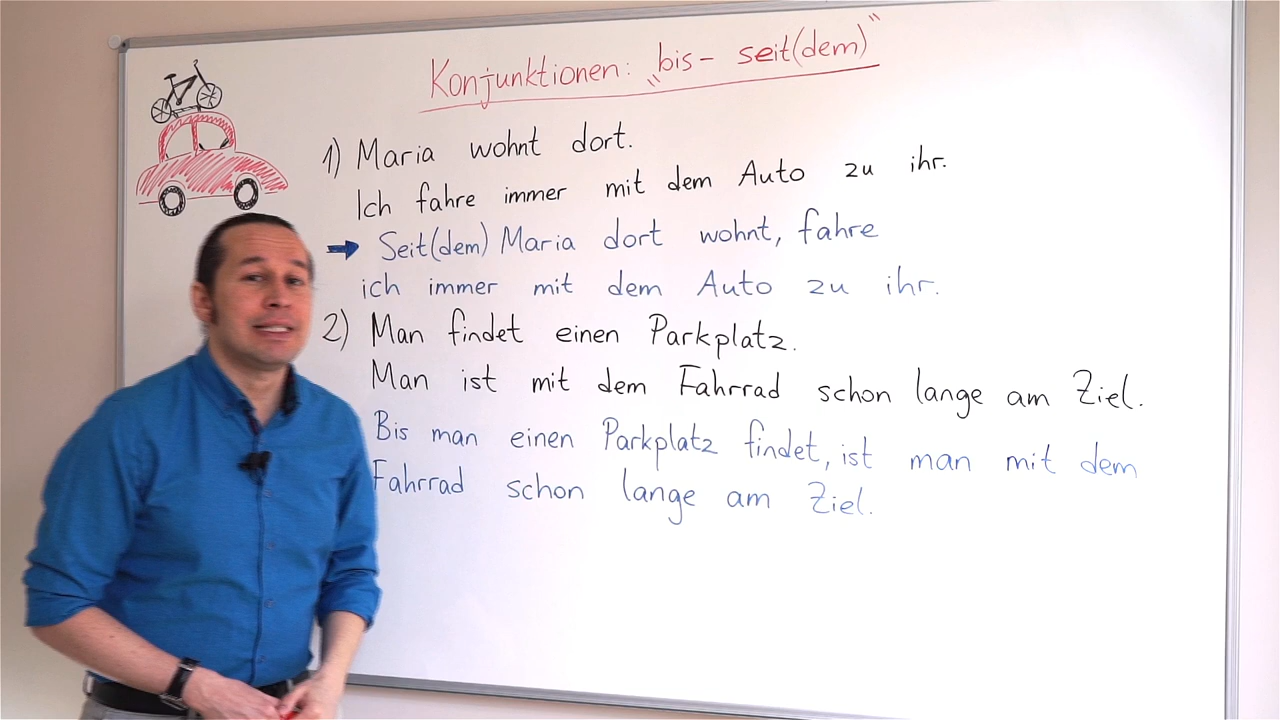 Konjunktionen: "bis - seit(dem)"
1) Maria wohnt dort.
Ich fahre immer mit dem Auto zu ihr.
→ Seit(dem) Maria dort wohnt, fahre
ich immer mit dem Auto zu ihr.
2) Man findet einen Parkplatz.
Man ist mit dem Fahrrad schon lange am Ziel.
Bis man einen Parkplatz findet, ist man mit dem
Fahrrad schon lange am Ziel.